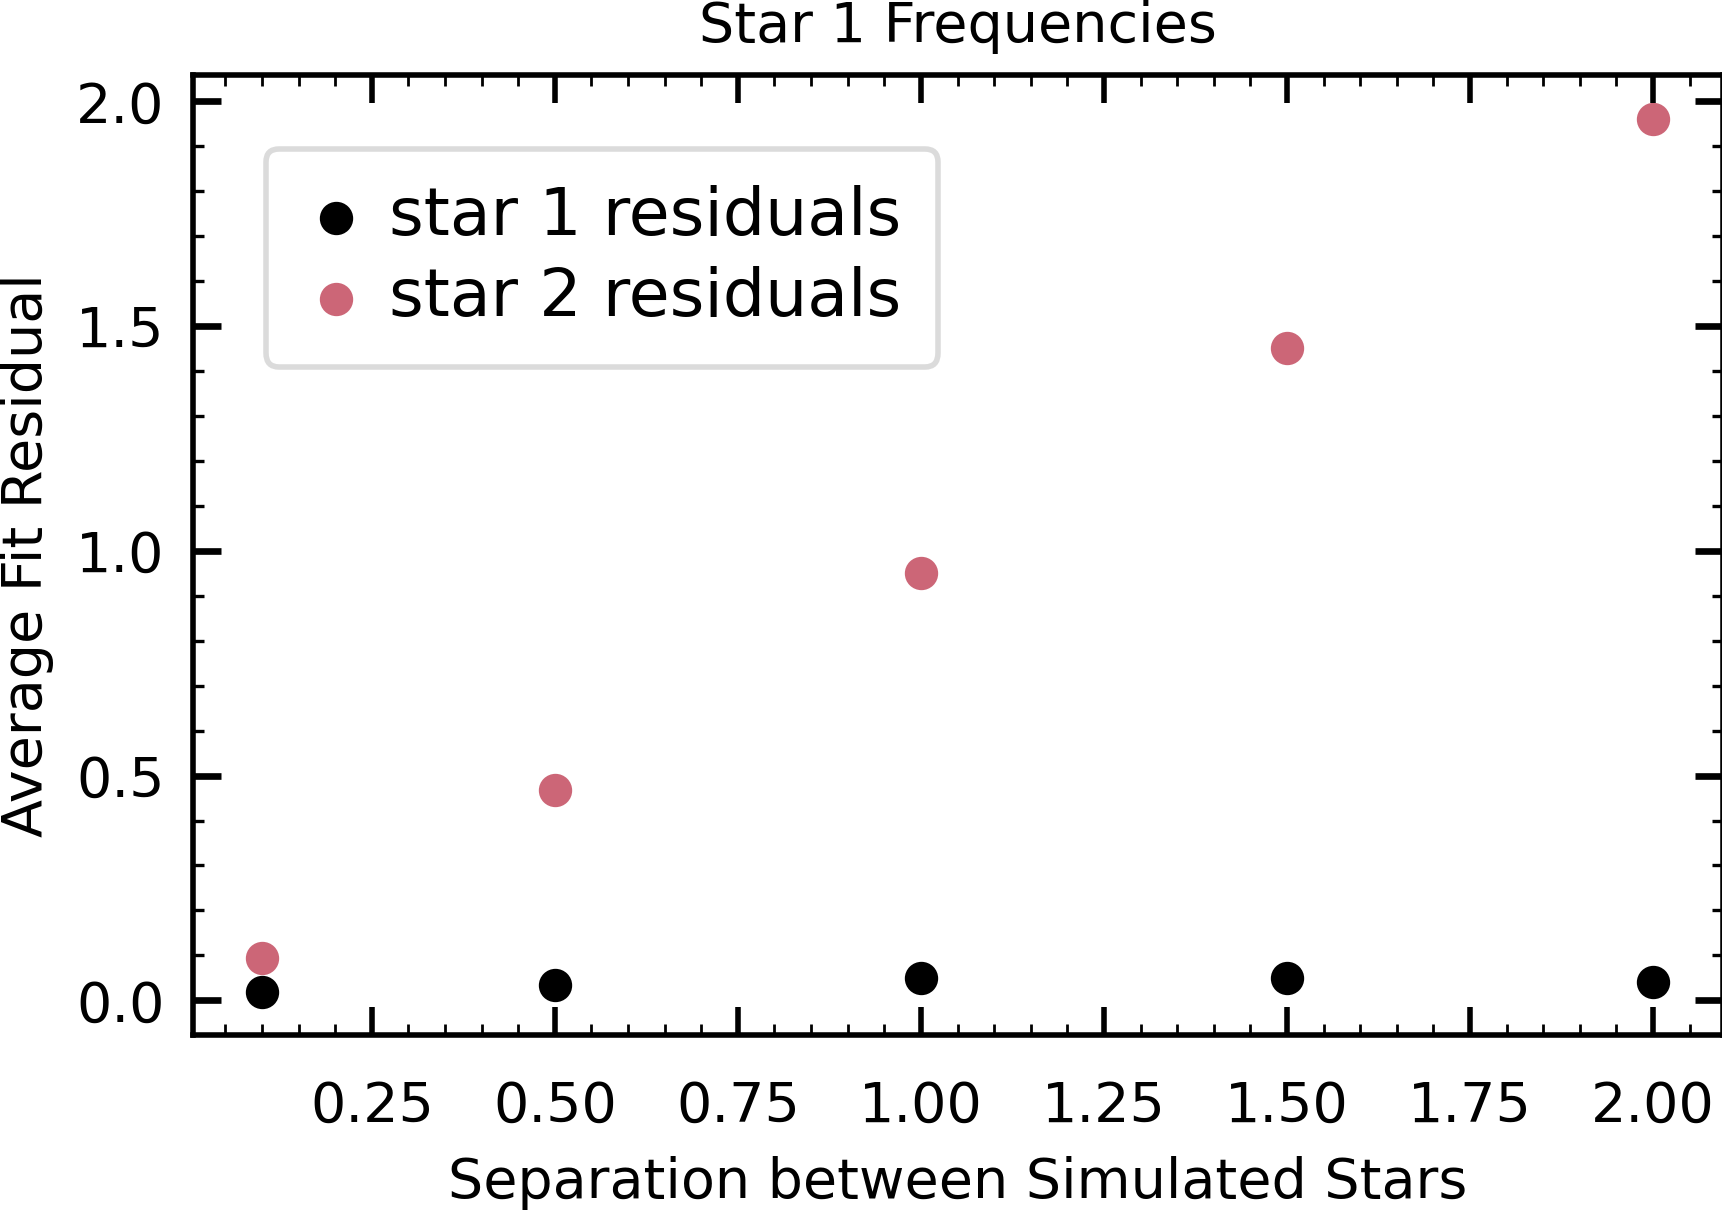 Star 1 Frequencies
2.0
1.5
1.0
0.5
0.0
Average Fit Residual
star 1 residuals
star 2 residuals
0.25 0.50 0.75 1.00 1.25 1.50 1.75 2.00
Separation between Simulated Stars